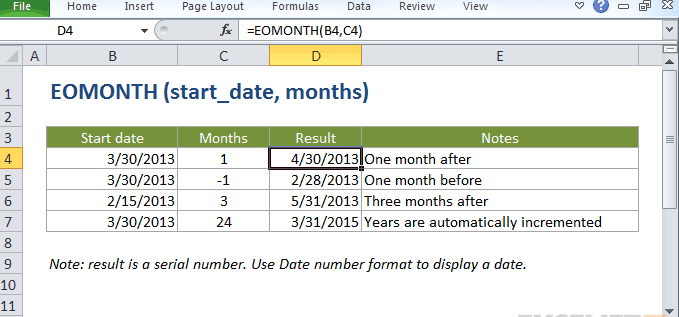 File Home Insert Page Layout Formulas Data Review View ?
D4 fx =EOMONTH(B4,C4)
A B C D E
1 EOMONTH (start_date, months)
2
3 Start date Months Result Notes
4 3/30/2013 1 4/30/2013 One month after
5 3/30/2013 -1 2/28/2013 One month before
6 2/15/2013 3 5/31/2013 Three months after
7 3/30/2013 24 3/31/2015 Years are automatically incremented
8
9 Note: result is a serial number. Use Date number format to display a date.
10
11